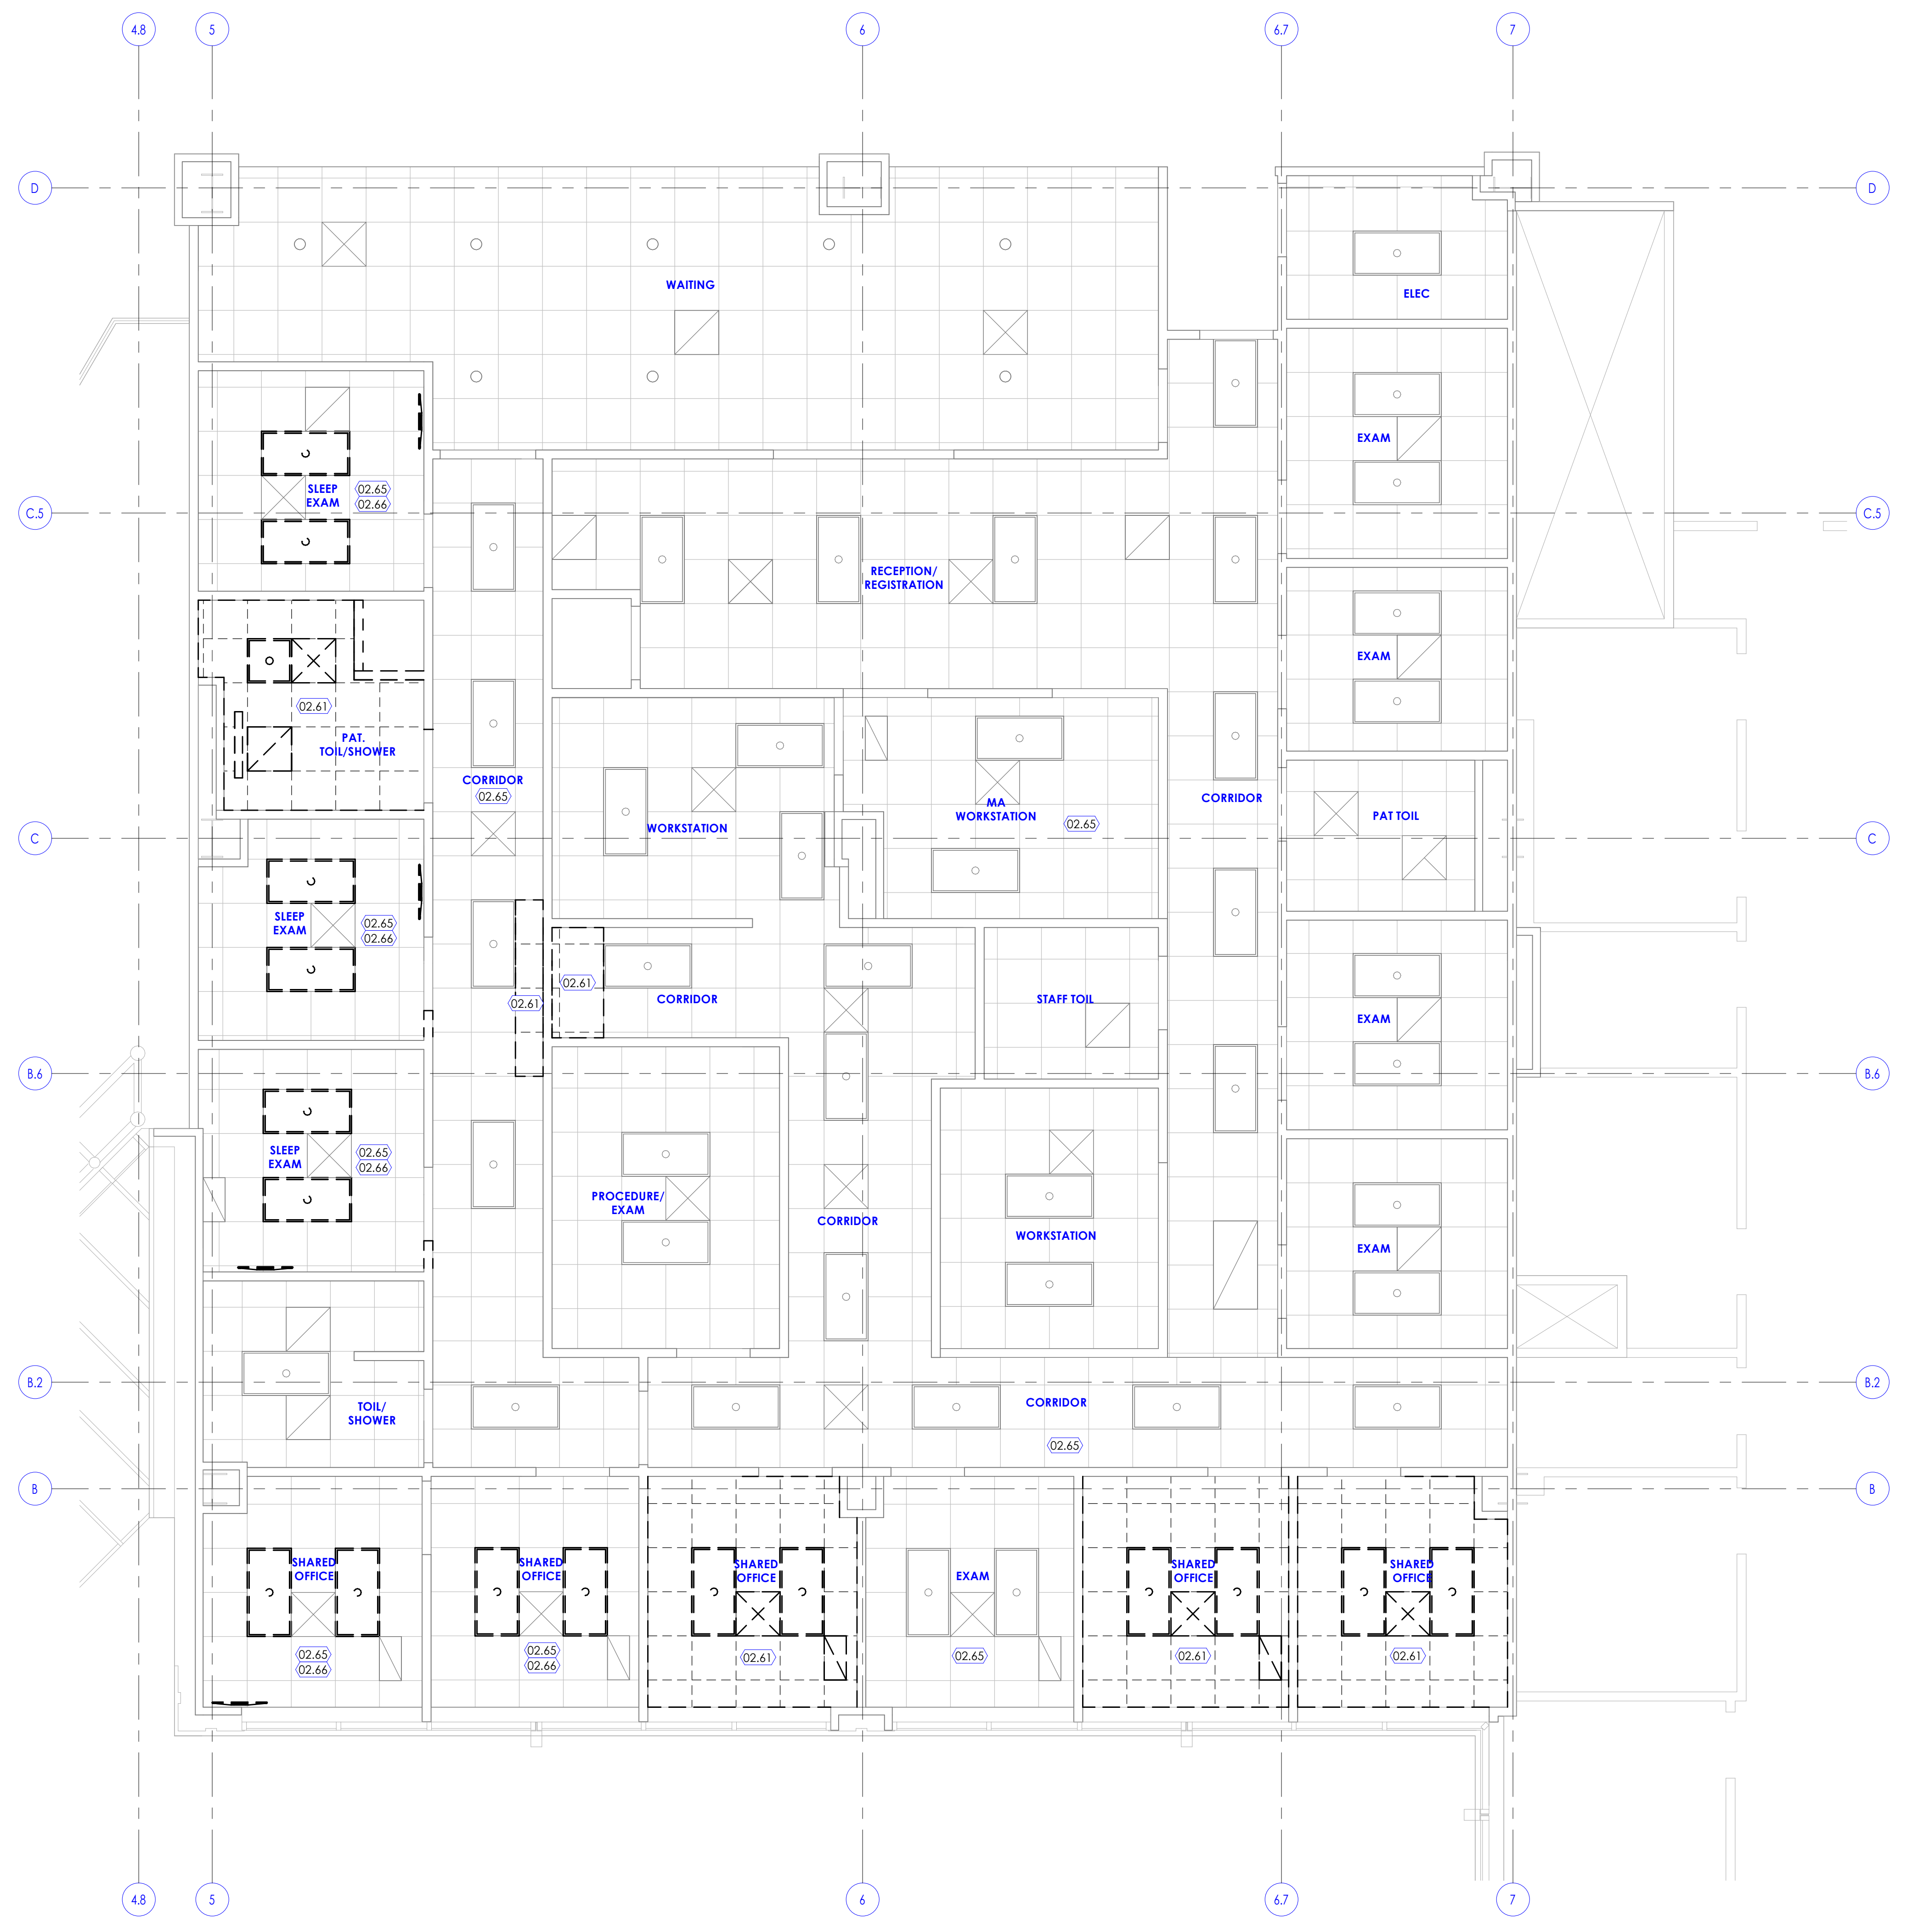 4.8
5
6
6.7
7
D
D
WAITING
ELEC
EXAM
SLEEP
EXAM
02.65
02.66
C.5
C.5
RECEPTION/
REGISTRATION
EXAM
02.61
PAT.
TOIL/SHOWER
CORRIDOR
02.65
WORKSTATION
MA
WORKSTATION
02.65
CORRIDOR
PAT TOIL
C
C
SLEEP
EXAM
02.65
02.66
02.61
02.61
CORRIDOR
STAFF TOIL
EXAM
B.6
B.6
SLEEP
EXAM
02.65
02.66
PROCEDURE/
EXAM
CORRIDOR
WORKSTATION
EXAM
B.2
B.2
TOIL/
SHOWER
CORRIDOR
02.65
B
B
SHARED
OFFICE
02.65
02.66
SHARED
OFFICE
02.65
02.66
SHARED
OFFICE
02.61
EXAM
02.65
SHARED
OFFICE
02.61
SHARED
OFFICE
02.61
4.8
5
6
6.7
7